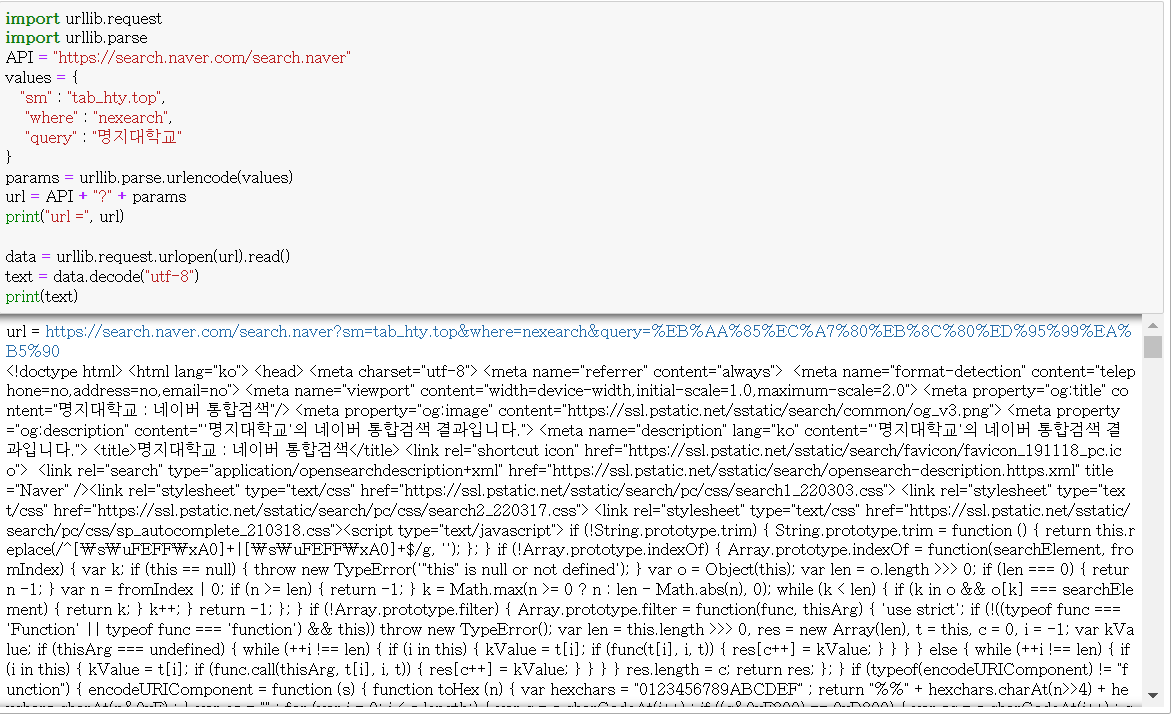 import urllib.request
import urllib.parse
API = "https://search.naver.com/search.naver"
values = {
"sm" : "tab_hty.top",
"where" : "nexearch",
"query" : "명지대학교"
}
params = urllib.parse.urlencode(values)
url = API + "?" + params
print("url =", url)
data = urllib.request.urlopen(url).read()
text = data.decode("utf-8")
print(text)
url = https://search.naver.com/search.naver?sm=tab_hty.top&where=nexearch&query=%EB%AA%85%EC%A7%80%EB%8C%80%ED%95%99%EA%
B5%90
<!doctype html> <html lang="ko"> <head> <meta charset="utf-8"> <meta name="referrer" content="always">  <meta name="format-detection" content="telep
hone=no,address=no,email=no"> <meta name="viewport" content="width=device-width,initial-scale=1.0,maximum-scale=2.0"> <meta property="og:title" co
ntent="명지대학교 : 네이버 통합검색"/> <meta property="og:image" content="https://ssl.pstatic.net/sstatic/search/common/og_v3.png"> <meta property
="og:description" content="'명지대학교'의 네이버 통합검색 결과입니다."> <meta name="description" lang="ko" content="'명지대학교'의 네이버 통합검색 결
과입니다."> <title>명지대학교 : 네이버 통합검색</title> <link rel="shortcut icon" href="https://ssl.pstatic.net/sstatic/search/favicon/favicon_191118_pc.ic
o">  <link rel="search" type="application/opensearchdescription+xml" href="https://ssl.pstatic.net/sstatic/search/opensearch-description.https.xml" title
="Naver" /><link rel="stylesheet" type="text/css" href="https://ssl.pstatic.net/sstatic/search/pc/css/search1_220303.css"> <link rel="stylesheet" type="tex
t/css" href="https://ssl.pstatic.net/sstatic/search/pc/css/search2_220317.css"> <link rel="stylesheet" type="text/css" href="https://ssl.pstatic.net/sstatic/
search/pc/css/sp_autocomplete_210318.css"><script type="text/javascript"> if (!String.prototype.trim) { String.prototype.trim = function () { return this.r
eplace(/^[₩s₩uFEFF₩xA0]+|[₩s₩uFEFF₩xA0]+$/g, ''); }; } if (!Array.prototype.indexOf) { Array.prototype.indexOf = function(searchElement, fro
mIndex) { var k; if (this == null) { throw new TypeError('"this" is null or not defined'); } var o = Object(this); var len = o.length >>> 0; if (len === 0) { retur
n -1; } var n = fromIndex | 0; if (n >= len) { return -1; } k = Math.max(n >= 0 ? n : len - Math.abs(n), 0); while (k < len) { if (k in o && o[k] === searchEle
ment) { return k; } k++; } return -1; }; } if (!Array.prototype.filter) { Array.prototype.filter = function(func, thisArg) { 'use strict'; if (!((typeof func ===
'Function' || typeof func === 'function') && this)) throw new TypeError(); var len = this.length >>> 0, res = new Array(len), t = this, c = 0, i = -1; var kVa
lue; if (thisArg === undefined) { while (++i !== len) { if (i in this) { kValue = t[i]; if (func(t[i], i, t)) { res[c++] = kValue; } } } } else { while (++i !== len) { if
(i in this) { kValue = t[i]; if (func.call(thisArg, t[i], i, t)) { res[c++] = kValue; } } } } res.length = c; return res; }; } if (typeof(encodeURIComponent) != "f
unction") { encodeURIComponent = function (s) { function toHex (n) { var hexchars = "0123456789ABCDEF" ; return "%%" + hexchars.charAt(n>>4) + he